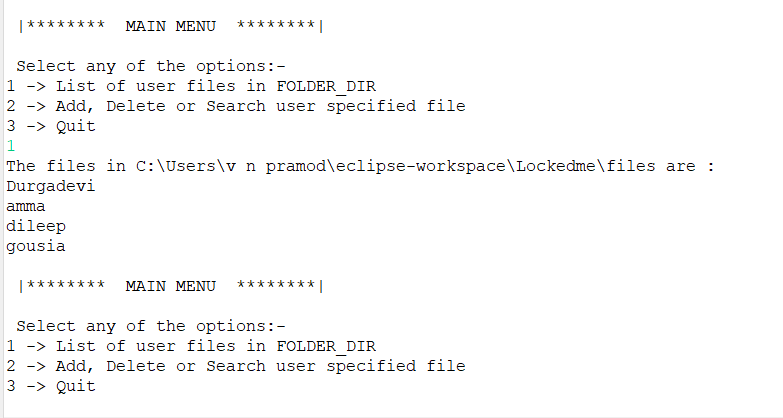 |******** MAIN MENU ********|
Select any of the options:-
1 -> List of user files in FOLDER_DIR
2 -> Add, Delete or Search user specified file
3 -> Quit
1
The files in C:\Users\v n pramod\eclipse-workspace\Lockedme\files are :
Durgadevi
amma
dileep
gousia
|******** MAIN MENU ********|
Select any of the options:-
1 -> List of user files in FOLDER_DIR
2 -> Add, Delete or Search user specified file
3 -> Quit